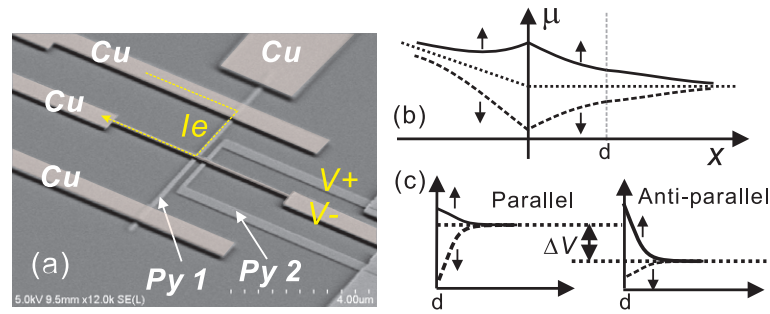 Cu
Cu
Cu
Ie
V+
V-
(a)
Py 1
Py 2
5.0kV 9.5mm x12.0k SE(L)
4.00um
μ
(b)
d
x
(c)
Parallel
Anti-parallel
ΔV
d
d